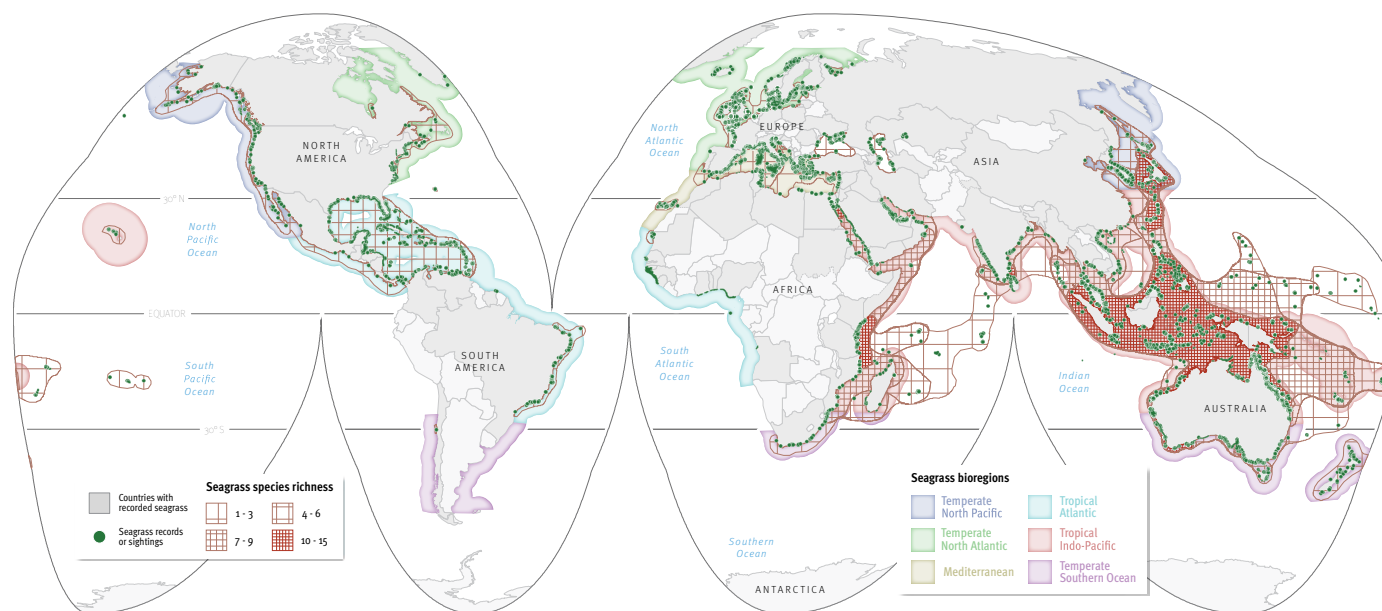 NORTH
AMERICA
North
Atlantic
Ocean
EUROPE
ASIA
30° N
North
Pacific
Ocean
AFRICA
EQUATOR
SOUTH
AMERICA
South
Pacific
Ocean
South
Atlantic
Ocean
Indian
Ocean
AUSTRALIA
30° S
Seagrass species richness
Countries with
recorded seagrass
1 - 3
4 - 6
Seagrass records
or sightings
7 - 9
10 - 15
Seagrass bioregions
Temperate
North Pacific
Tropical
Atlantic
Temperate
North Atlantic
Tropical
Indo-Pacific
Mediterranean
Temperate
Southern Ocean
Southern
Ocean
ANTARCTICA